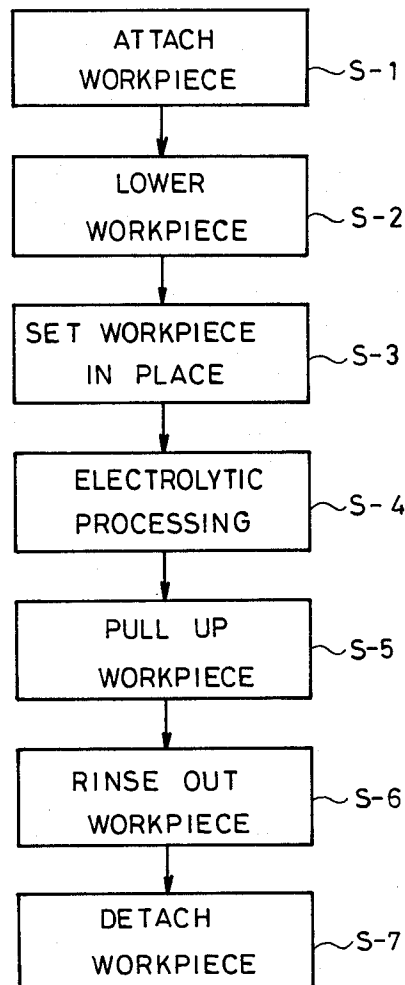 ATTACH
WORKPIECE
S-1
LOWER
WORKPIECE
S-2
SET WORKPIECE
IN PLACE
S-3
ELECTROLYTIC
PROCESSING
S-4
PULL UP
WORKPIECE
S-5
RINSE OUT
WORKPIECE
S-6
DETACH
WORKPIECE
S-7